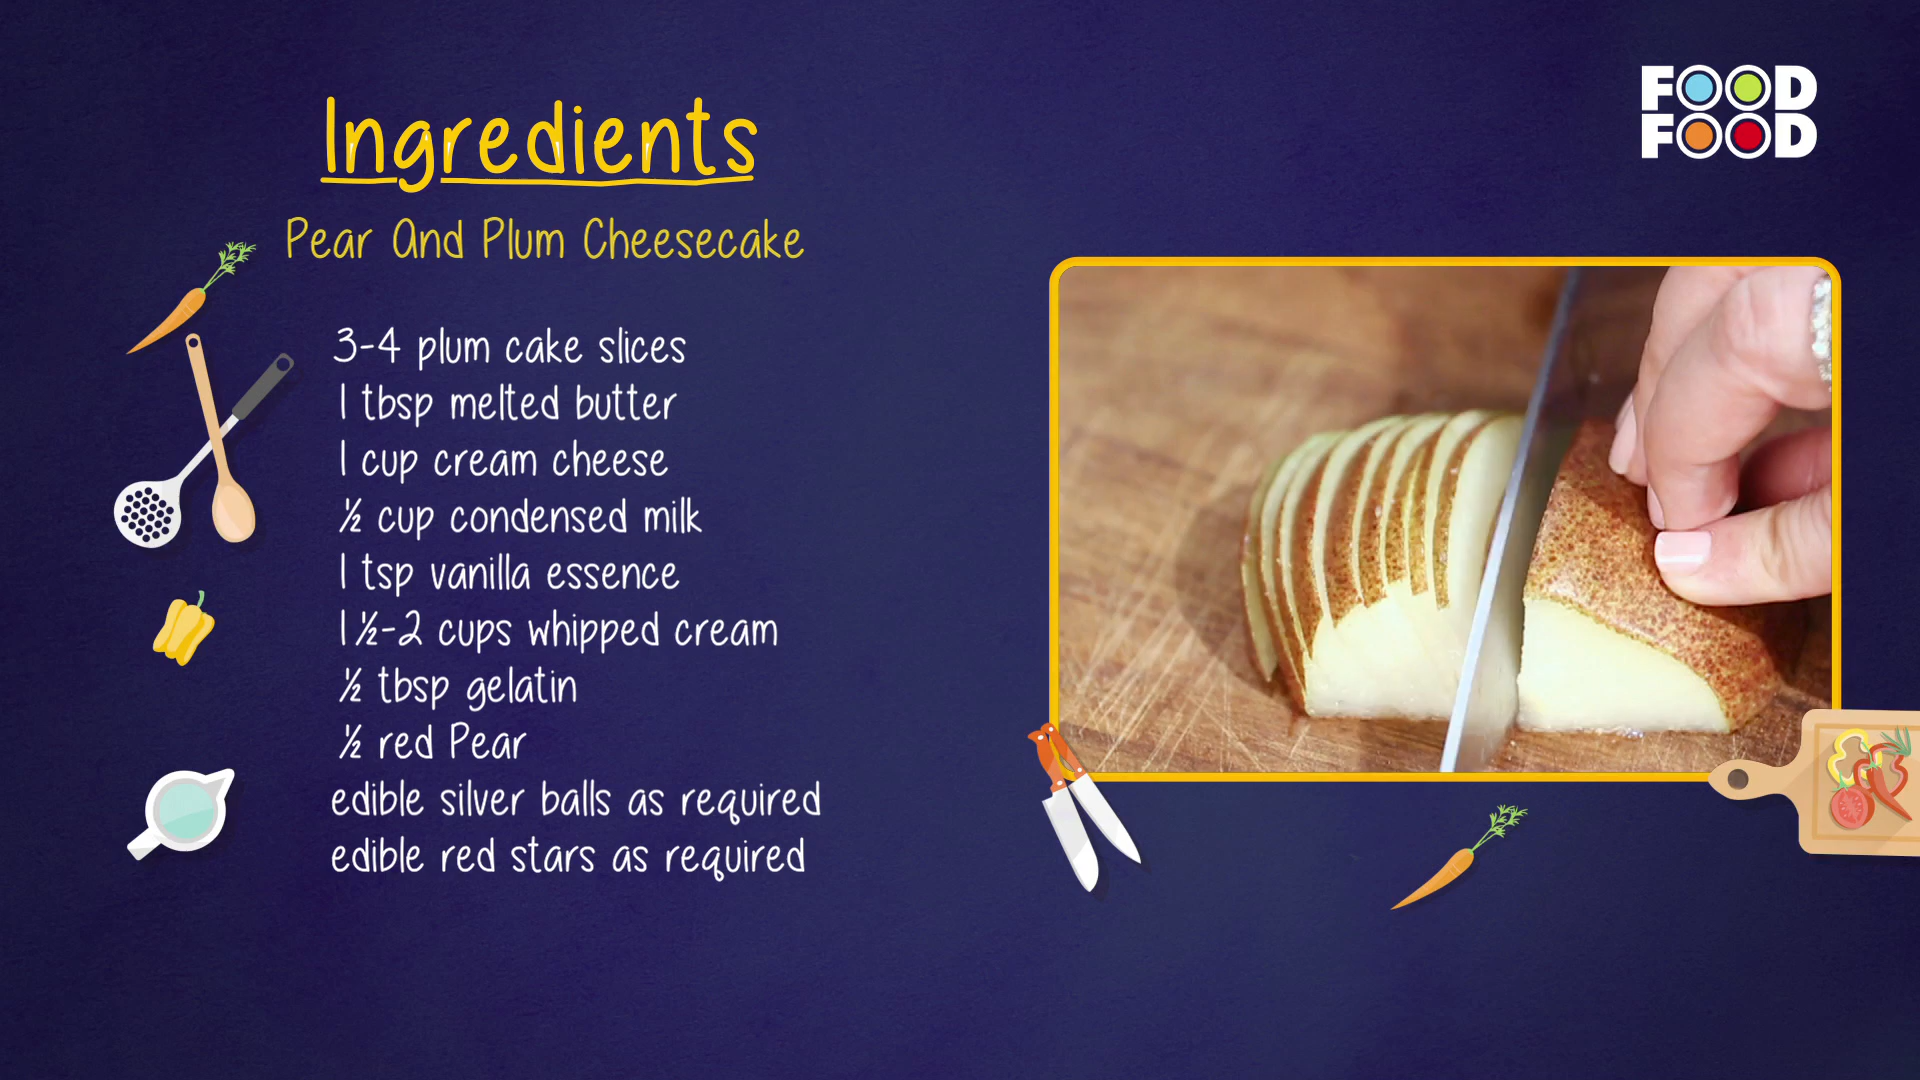 Ingredients
Pear And Plum Cheesecake
3-4 plum cake slices
1 tbsp melted butter
1 cup cream cheese
½ cup condensed milk
1 tsp vanilla essence
1 ½-2 cups whipped cream
½ tbsp gelatin
½ red Pear
edible silver balls as required
edible red stars as required
FOOD
FOOD